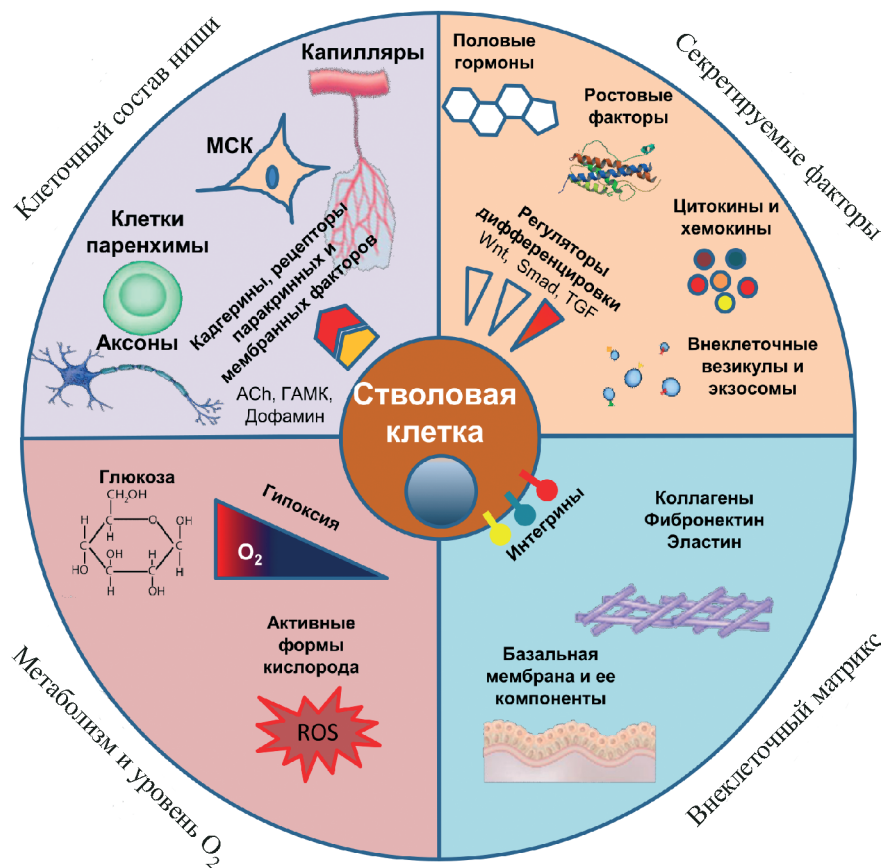 Клеточный состав ниши
Капилляры
МСК
Клетки
паренхимы
Аксоны
Кадгерины, рецепторы
паракринных и
мембранных факторов
ACh, ГАМК,
Дофамин
Секретируемые факторы
Половые
гормоны
Ростовые
факторы
Цитокины и
хемокины
Регуляторы
дифференцировки
Wnt, Smad, TGF
Внеклеточные
везикулы и
экзосомы
Стволовая
клетка
Метаболизм и уровень O2
Глюкоза
CH2OH
H
O
OH
H
H
OH
H
HO
H
H
OH
Гипоксия
O2
Активные
формы
кислорода
ROS
Внеклеточный матрикс
Интегрины
Коллагены
Фибронектин
Эластин
Базальная
мембрана и ее
компоненты